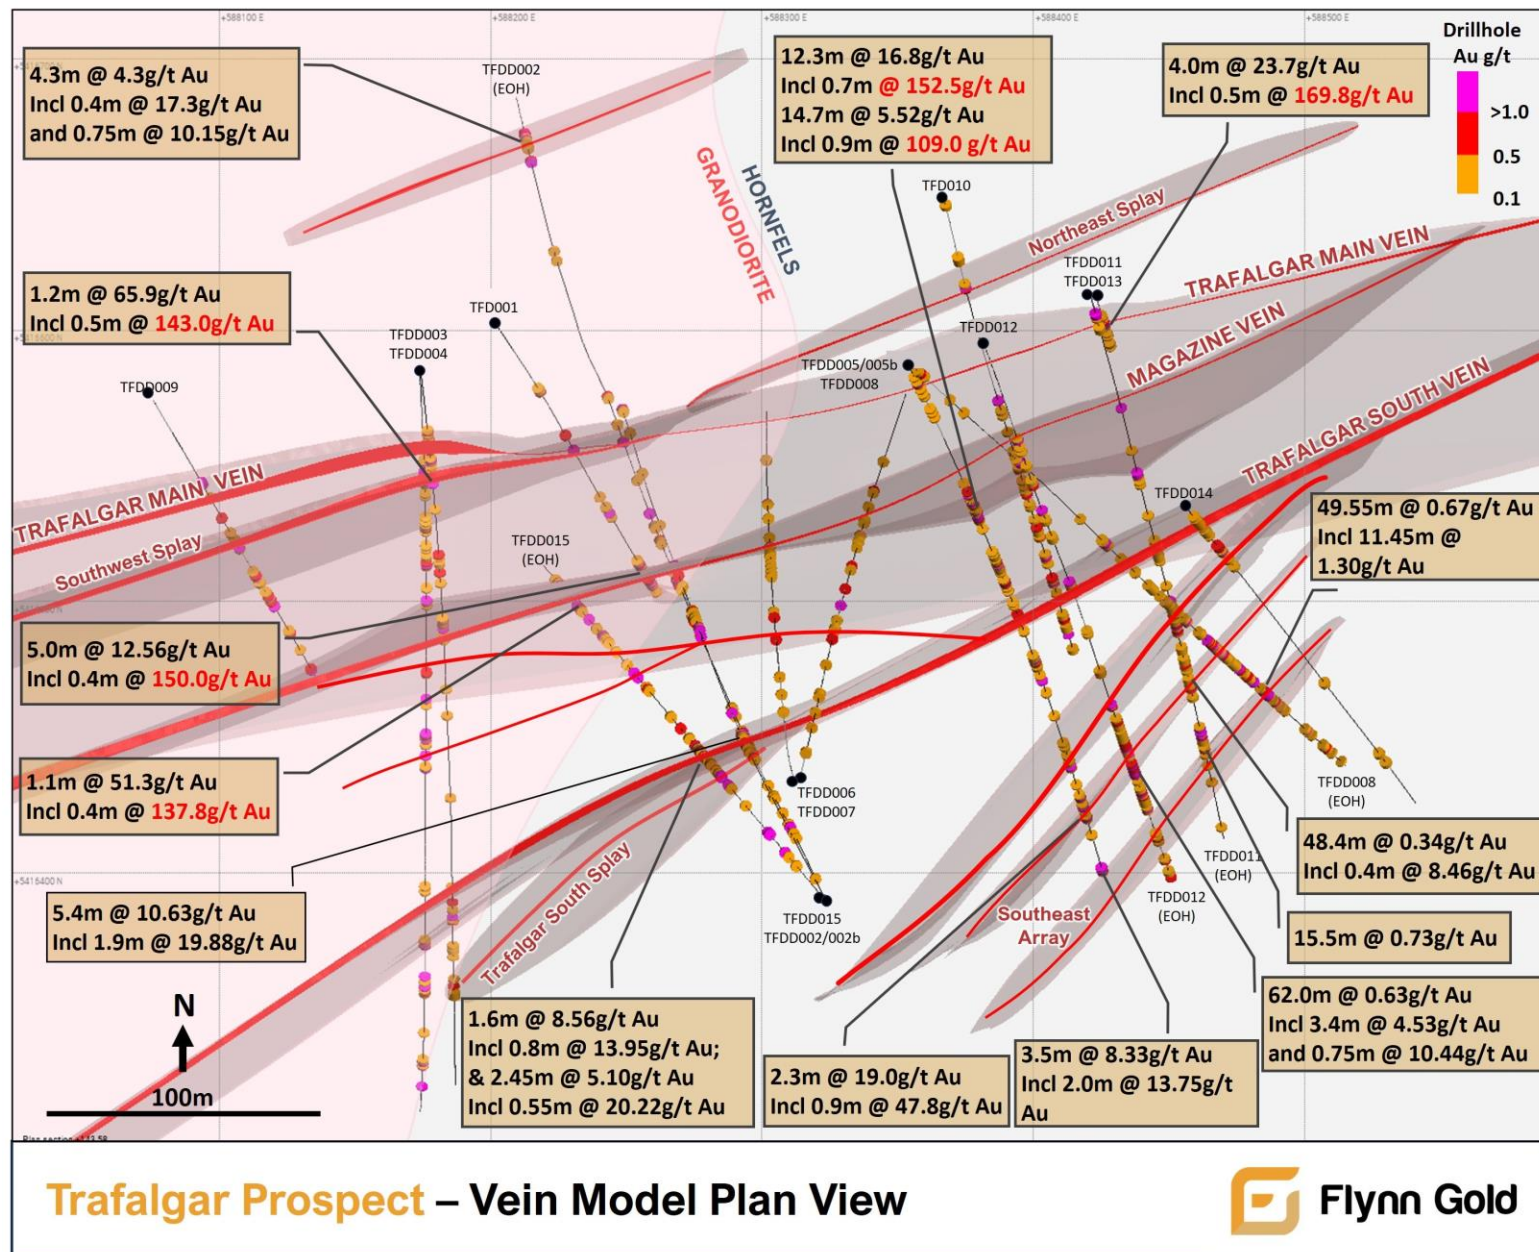 +588100 E
+588200 E
+588300 E
+588400 E
+588500 E
Drillhole
Au g/t
>1.0
0.5
0.1
4.3m @ 4.3g/t Au
Incl 0.4m @ 17.3g/t Au
and 0.75m @ 10.15g/t Au
TFDD002
(EOH)
12.3m @ 16.8g/t Au
Incl 0.7m @ 152.5g/t Au
14.7m @ 5.52g/t Au
Incl 0.9m @ 109.0 g/t Au
4.0m @ 23.7g/t Au
Incl 0.5m @ 169.8g/t Au
GRANODIORITE
HORNFELS
TFD010
Northeast Splay
TFDD011
TFDD013
TRAFALGAR MAIN VEIN
1.2m @ 65.9g/t Au
Incl 0.5m @ 143.0g/t Au
TFDD003
TFDD004
TFDD001
TFDD012
MAGAZINE VEIN
TFDD005/005b
TFDD008
TFDD009
TRAFALGAR SOUTH VEIN
TRAFALGAR MAIN VEIN
Southwest Splay
TFDD015
(EOH)
TFDD014
49.55m @ 0.67g/t Au
Incl 11.45m @
1.30g/t Au
5.0m @ 12.56g/t Au
Incl 0.4m @ 150.0g/t Au
1.1m @ 51.3g/t Au
Incl 0.4m @ 137.8g/t Au
TFDD006
TFDD007
TFDD008
(EOH)
48.4m @ 0.34g/t Au
Incl 0.4m @ 8.46g/t Au
TFDD011
(EOH)
TFDD012
(EOH)
+5416400 N
5.4m @ 10.63g/t Au
Incl 1.9m @ 19.88g/t Au
Trafalgar South Splay
TFDD015
TFDD002/002b
Southeast
Array
15.5m @ 0.73g/t Au
62.0m @ 0.63g/t Au
Incl 3.4m @ 4.53g/t Au
and 0.75m @ 10.44g/t Au
N
100m
1.6m @ 8.56g/t Au
Incl 0.8m @ 13.95g/t Au;
& 2.45m @ 5.10g/t Au
Incl 0.55m @ 20.22g/t Au
2.3m @ 19.0g/t Au
Incl 0.9m @ 47.8g/t Au
3.5m @ 8.33g/t Au
Incl 2.0m @ 13.75g/t
Au
Trafalgar Prospect – Vein Model Plan View
Flynn Gold